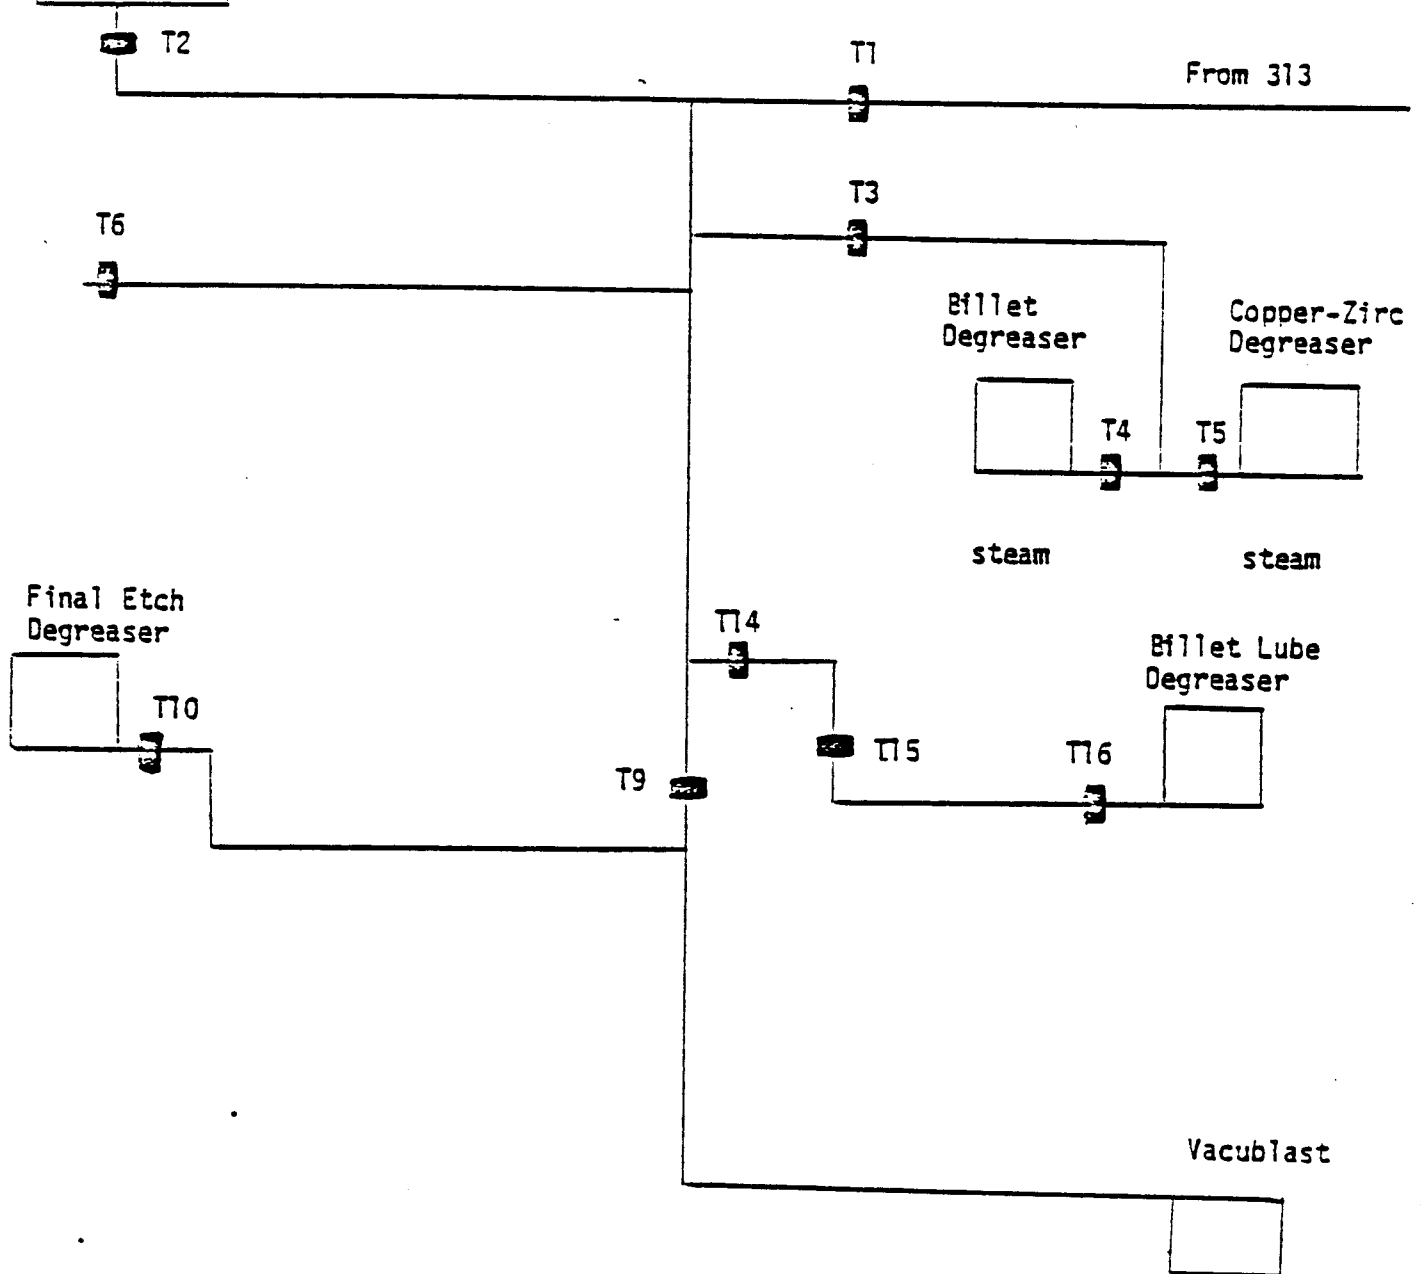 T2
T1
From 313
T3
T6
Billet
Degreaser
Copper-Zirc
Degreaser
T4
T5
steam
steam
Final Etch
Degreaser
T14
Billet Lube
Degreaser
T10
T15
T16
T9
Vacublast